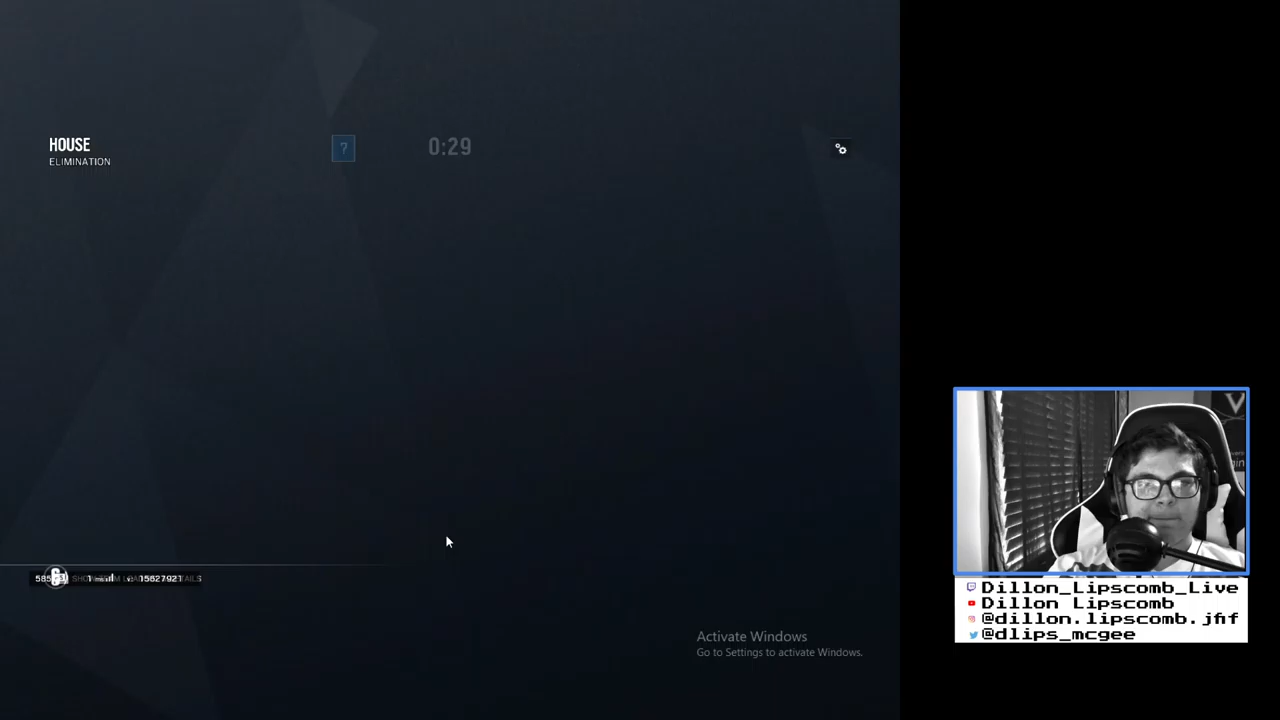 HOUSE
ELIMINATION
?
0:29
Activate Windows
Go to Settings to activate Windows.
V
Dillon_Lipscomb_Live
Dillon Lipscomb
@dillon.lipscomb.jfif
@dlips_mcgee